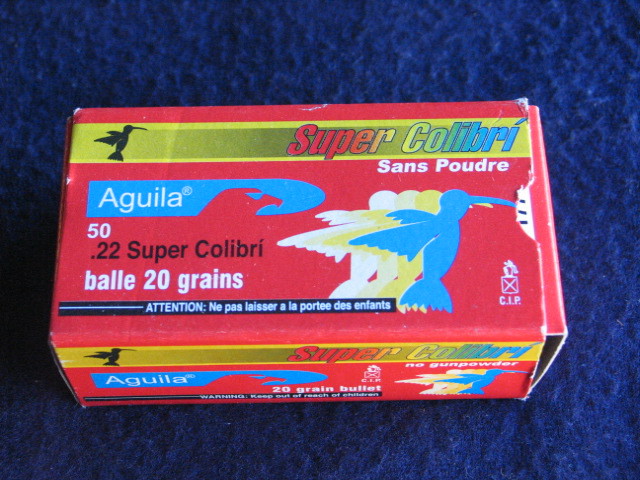 Super Colibrí
Sans Poudre
Aguila®
50
.22 Super Colibrí
balle 20 grains
ATTENTION: Ne pas laisser a la portee des enfants
C.I.P.
Super Colibrí
no gunpowder
Aguila®
20 grain bullet
C.I.P.
WARNING: Keep out of reach of children